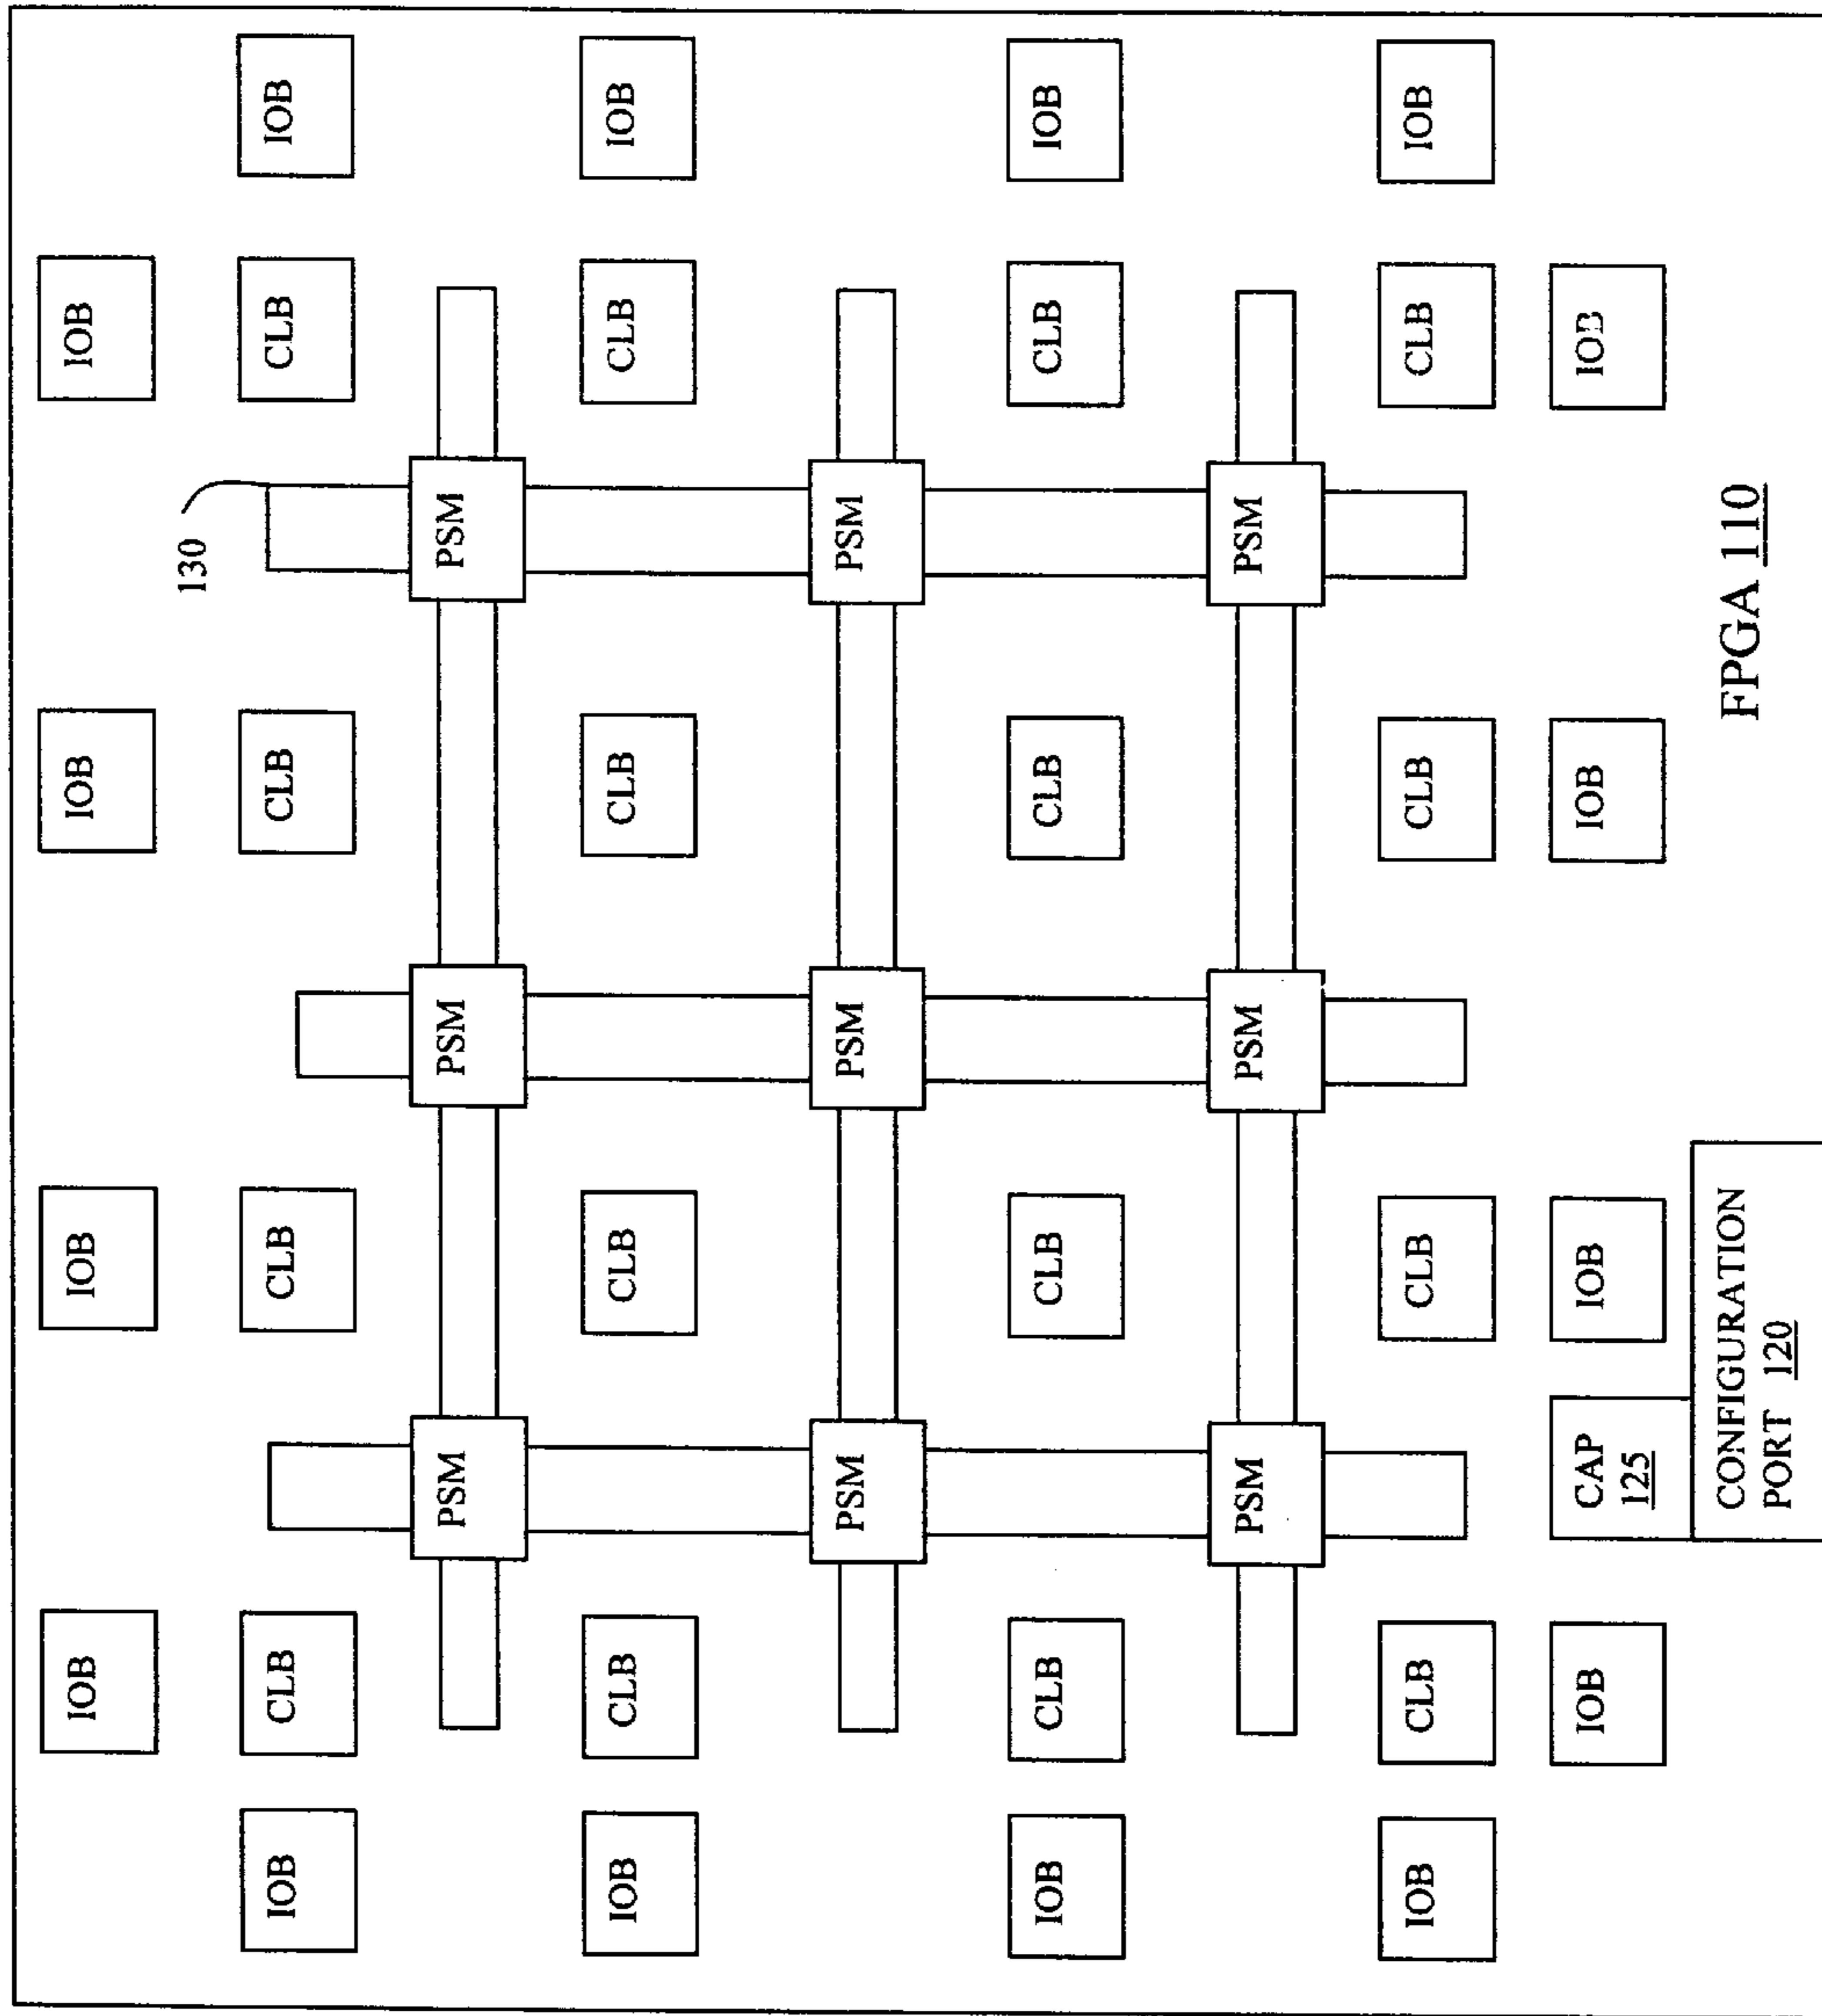 IOB IOB IOB IOB
130
IOB CLB CLB CLB CLB IOB
PSM PSM PSM
IOB CLB CLB CLB CLB IOB
PSM PSM PSM
IOB CLB CLB CLB CLB IOB
PSM PSM PSM
IOB CLB CLB CLB CLB IOB
IOB CAP IOB IOB IOB
125
CONFIGURATION
PORT 120
FPGA 110